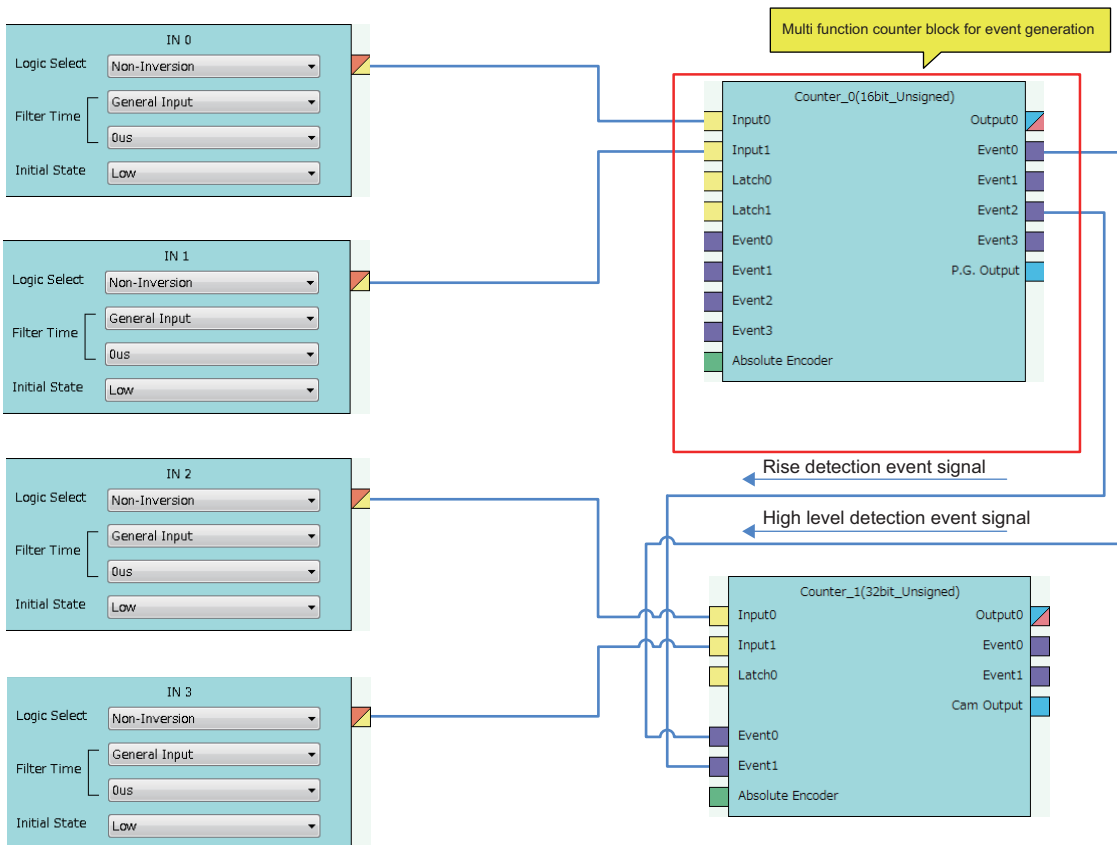 IN 0
Logic Select Non-Inversion
Filter Time General Input
0us
Initial State Low
IN 1
Logic Select Non-Inversion
Filter Time General Input
0us
Initial State Low
IN 2
Logic Select Non-Inversion
Filter Time General Input
0us
Initial State Low
IN 3
Logic Select Non-Inversion
Filter Time General Input
0us
Initial State Low
Multi function counter block for event generation
Counter_0(16bit_Unsigned)
Input0 Output0
Input1 Event0
Latch0 Event1
Latch1 Event2
Event0 Event3
Event1 P.G. Output
Event2
Event3
Absolute Encoder
Rise detection event signal
High level detection event signal
Counter_1(32bit_Unsigned)
Input0 Output0
Input1 Event0
Latch0 Event1
Cam Output
Event0
Event1
Absolute Encoder